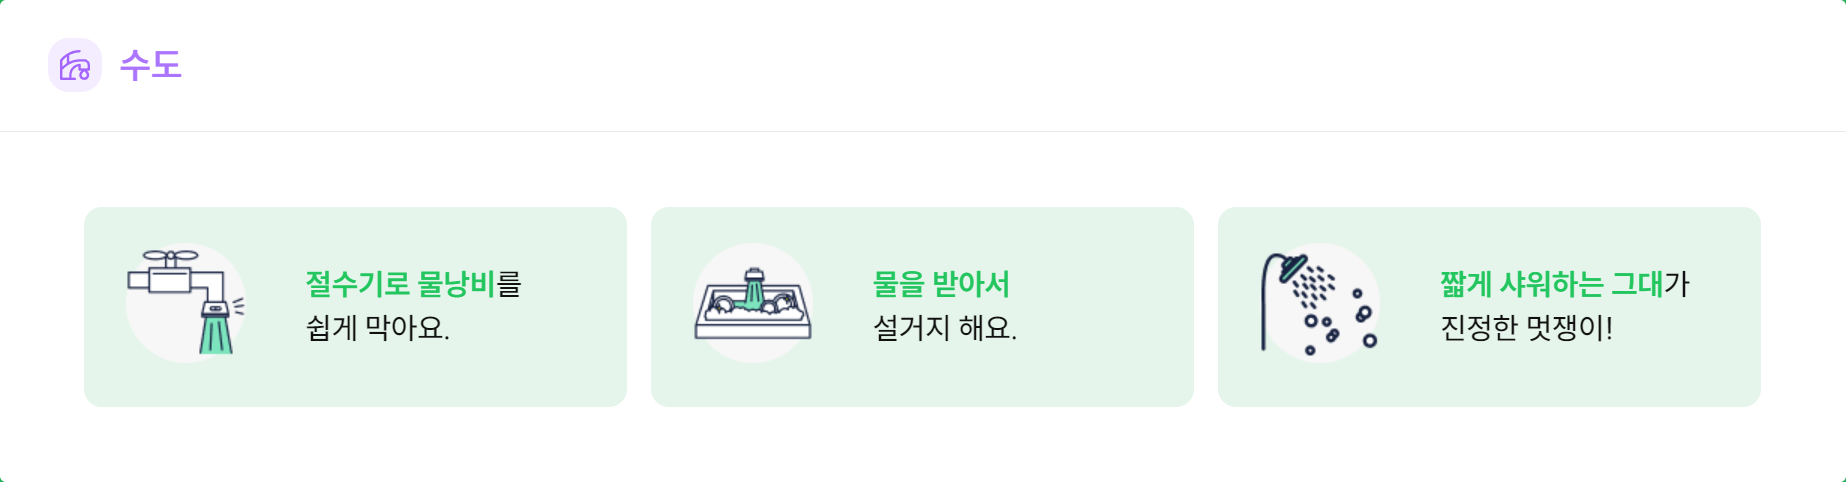 수도
절수기로 물낭비를
쉽게 막아요.
물을 받아서
설거지 해요.
짧게 샤워하는 그대가
진정한 멋쟁이!